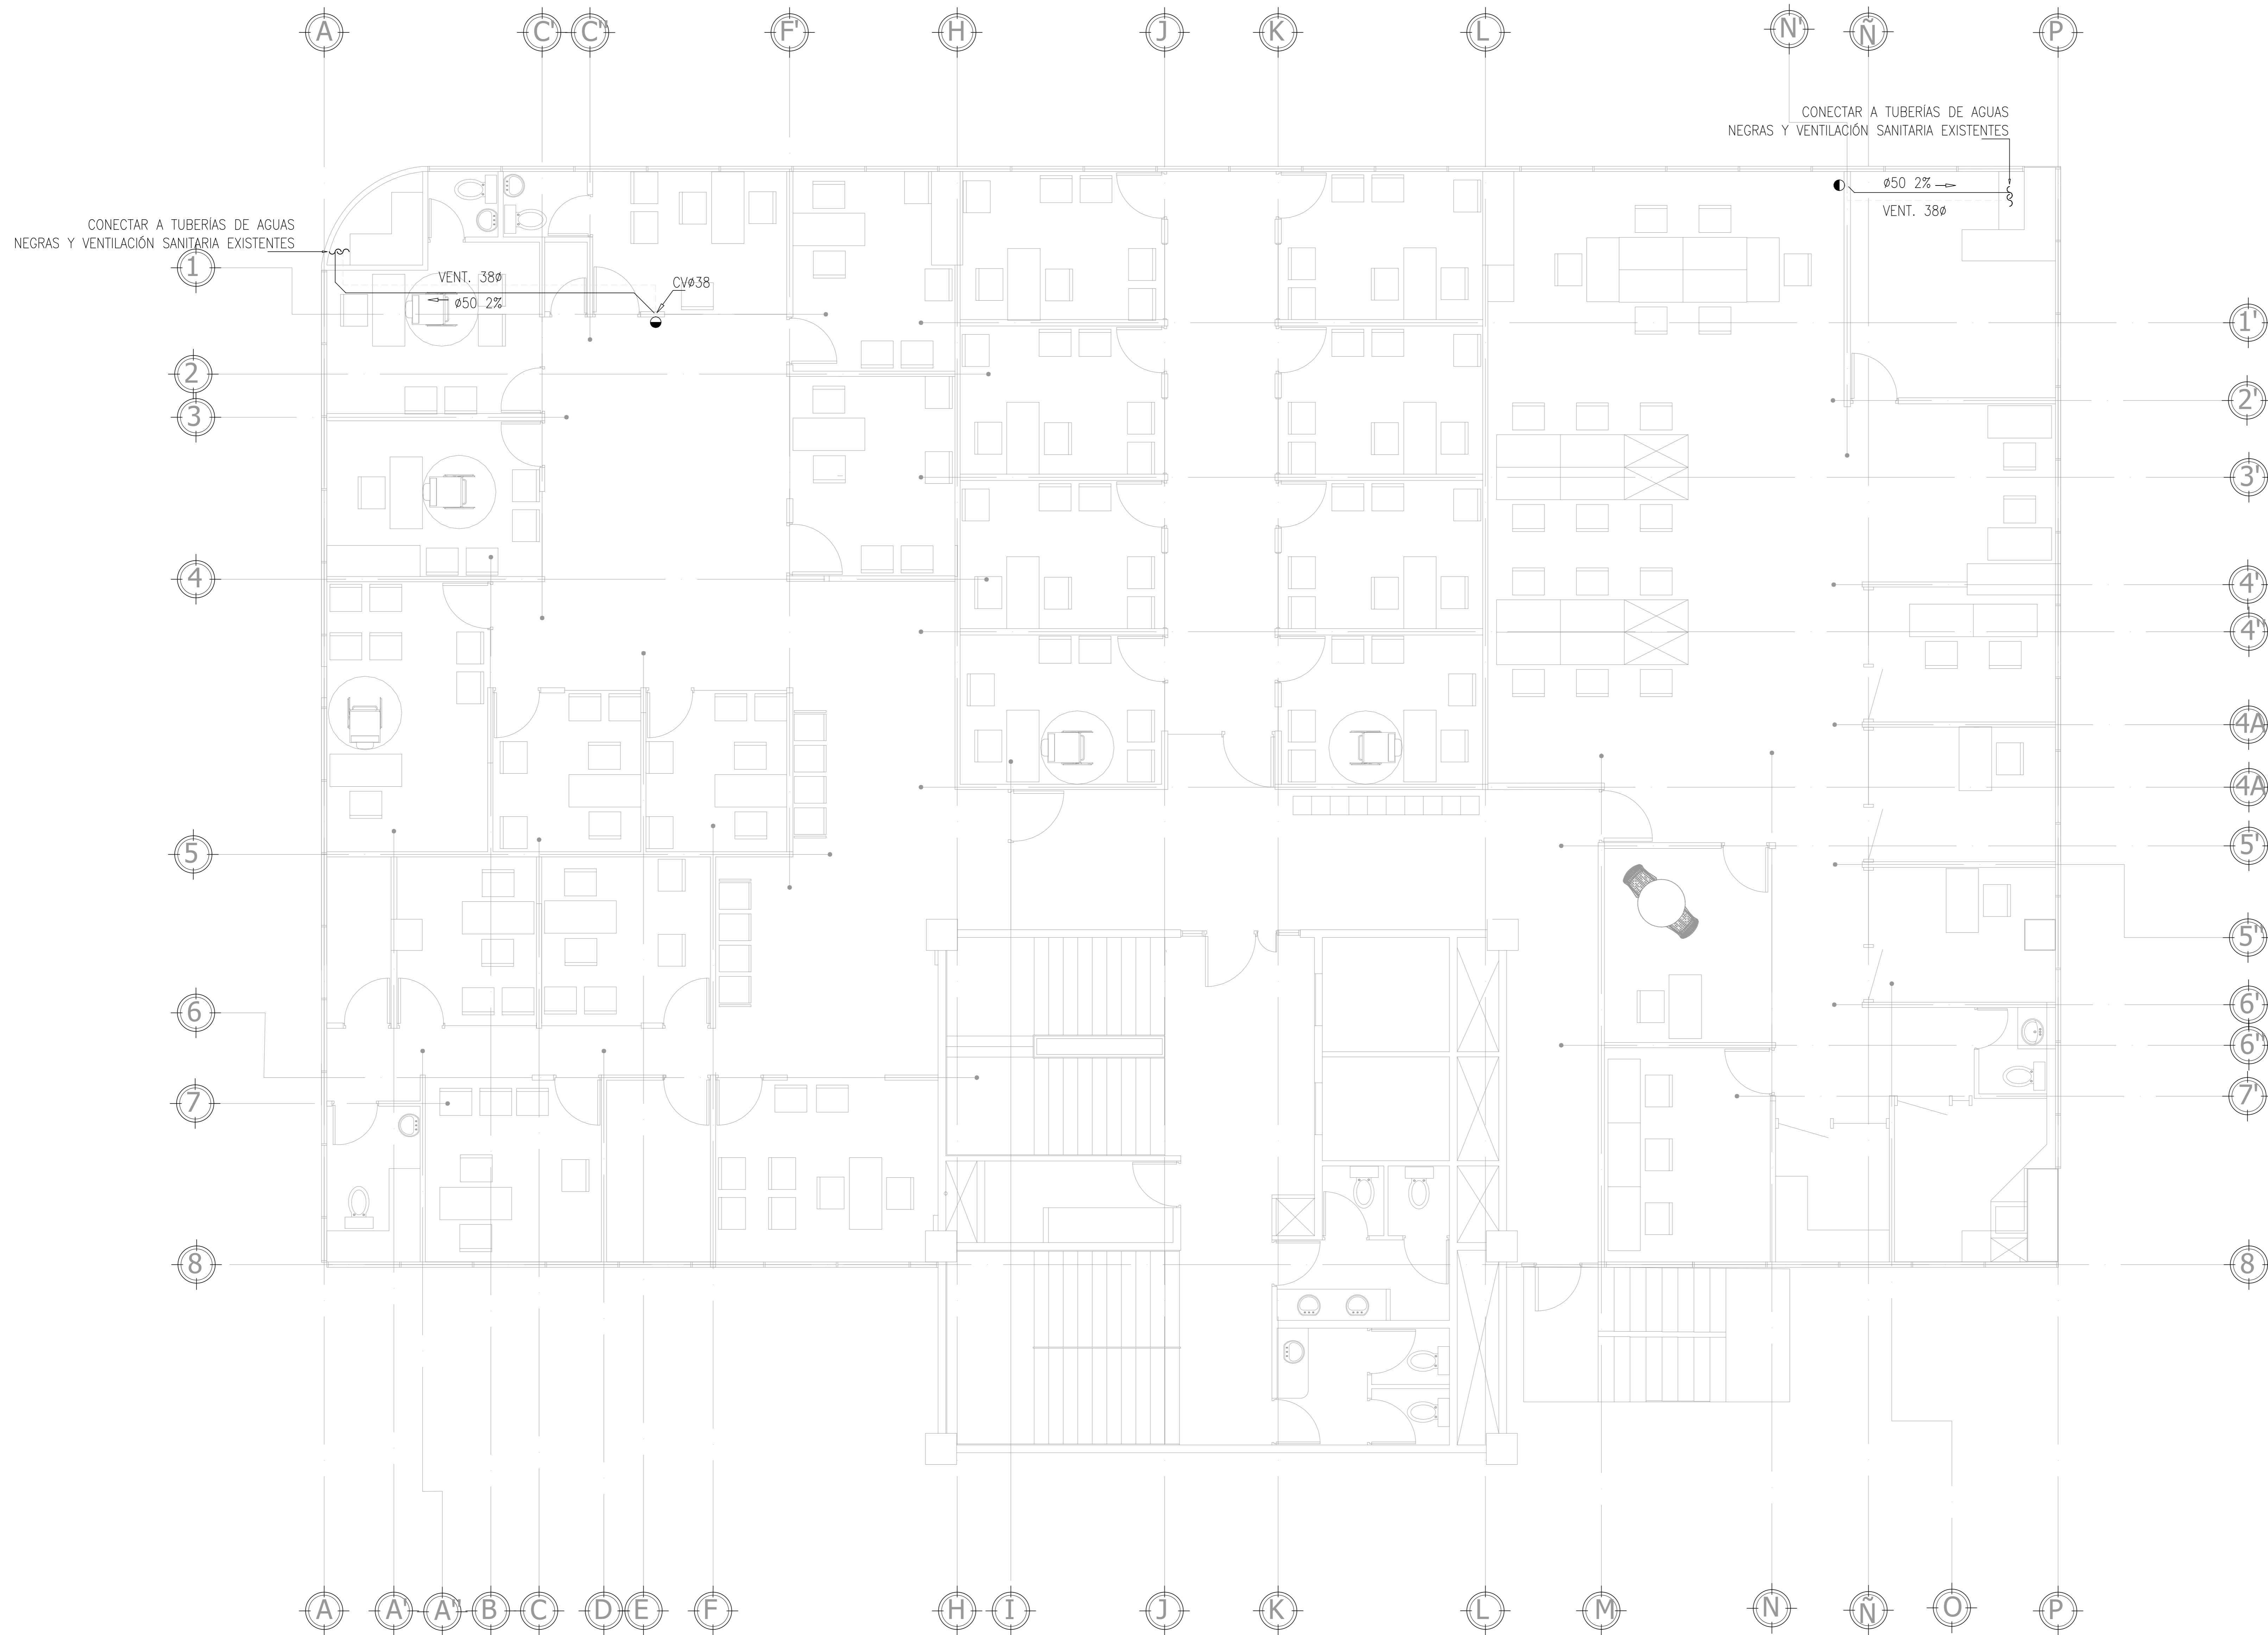 A C' C" F' H J K L N' Ñ P
CONECTAR A TUBERÍAS DE AGUAS
NEGRAS Y VENTILACIÓN SANITARIA EXISTENTES
Ø50 2%
VENT. 38Ø
CONECTAR A TUBERÍAS DE AGUAS
NEGRAS Y VENTILACIÓN SANITARIA EXISTENTES
VENT. 38Ø
Ø50 2%
CVØ38
1
2
3
4
5
6
7
8
1'
2'
3'
4'
4"
4A
4A
5'
5"
6'
6"
7'
8
A A' A" B C D E F H I J K L M N Ñ O P